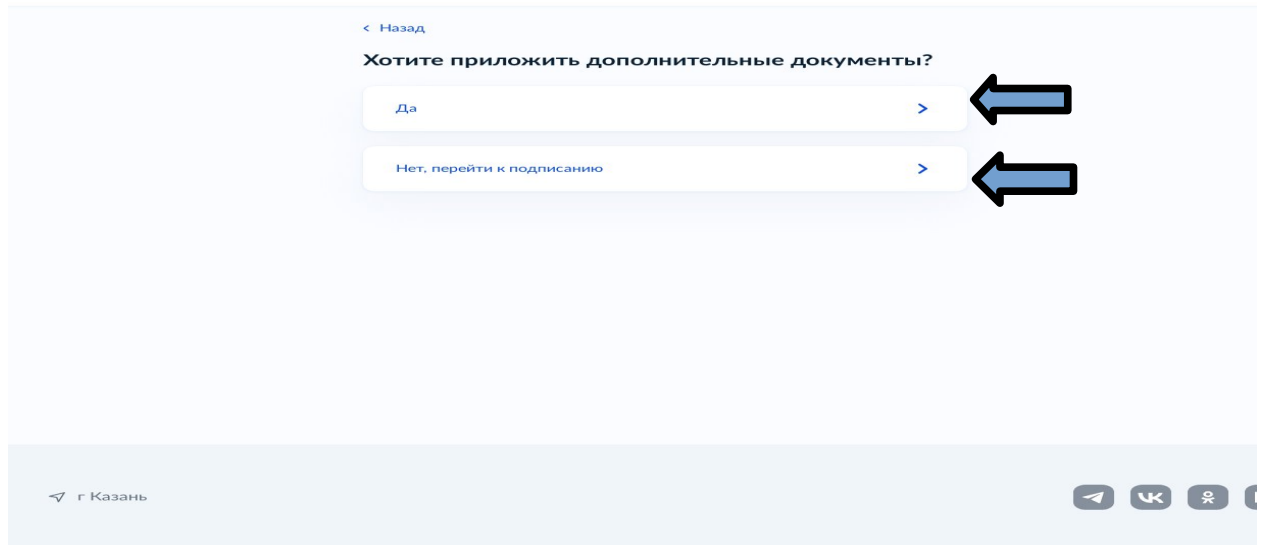 < Назад
Хотите приложить дополнительные документы?
Да >
Нет, перейти к подписанию >
г Казань